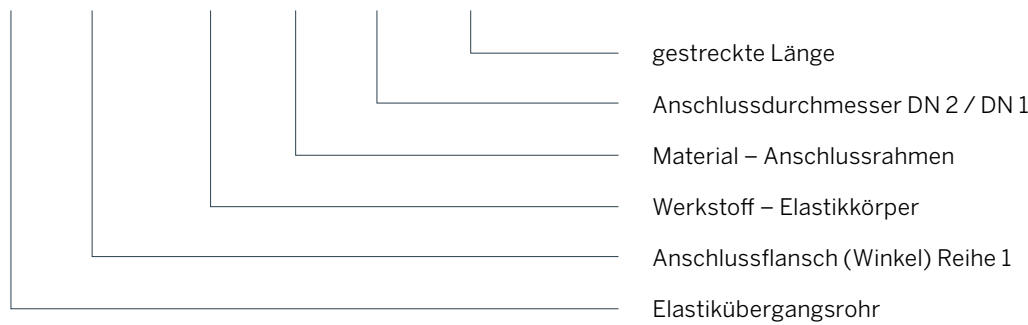 gestreckte Länge
Anschlussdurchmesser DN 2 / DN 1
Material – Anschlussrahmen
Werkstoff – Elastikkörper
Anschlussflansch (Winkel) Reihe 1
Elastikübergangsrohr